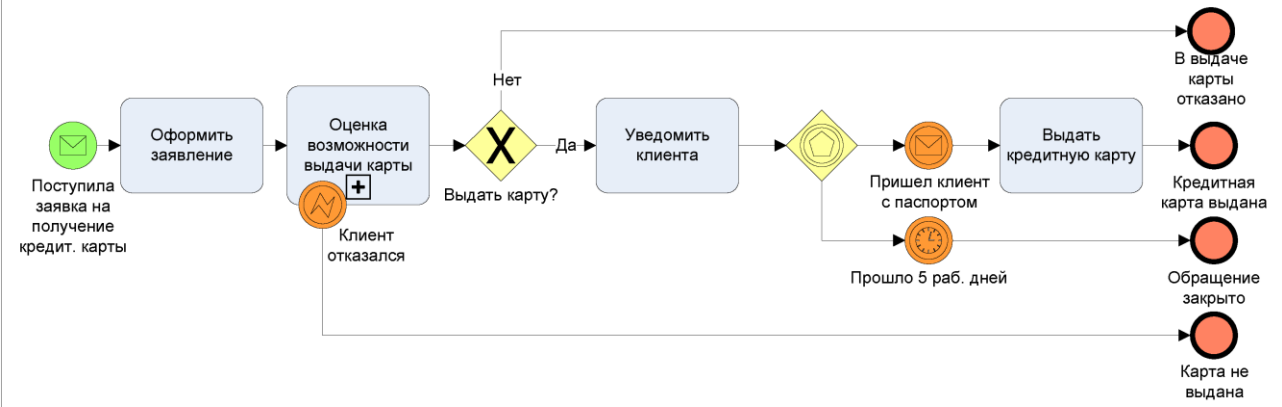 Поступила
заявка на
получение
кредит. карты
Оформить
заявление
Оценка
возможности
выдачи карты
Клиент
отказался
Нет
Выдать карту?
Да
Уведомить
клиента
Пришел клиент
с паспортом
Прошло 5 раб. дней
Выдать
кредитную карту
В выдаче
карты
отказано
Кредитная
карта выдана
Обращение
закрыто
Карта не
выдана